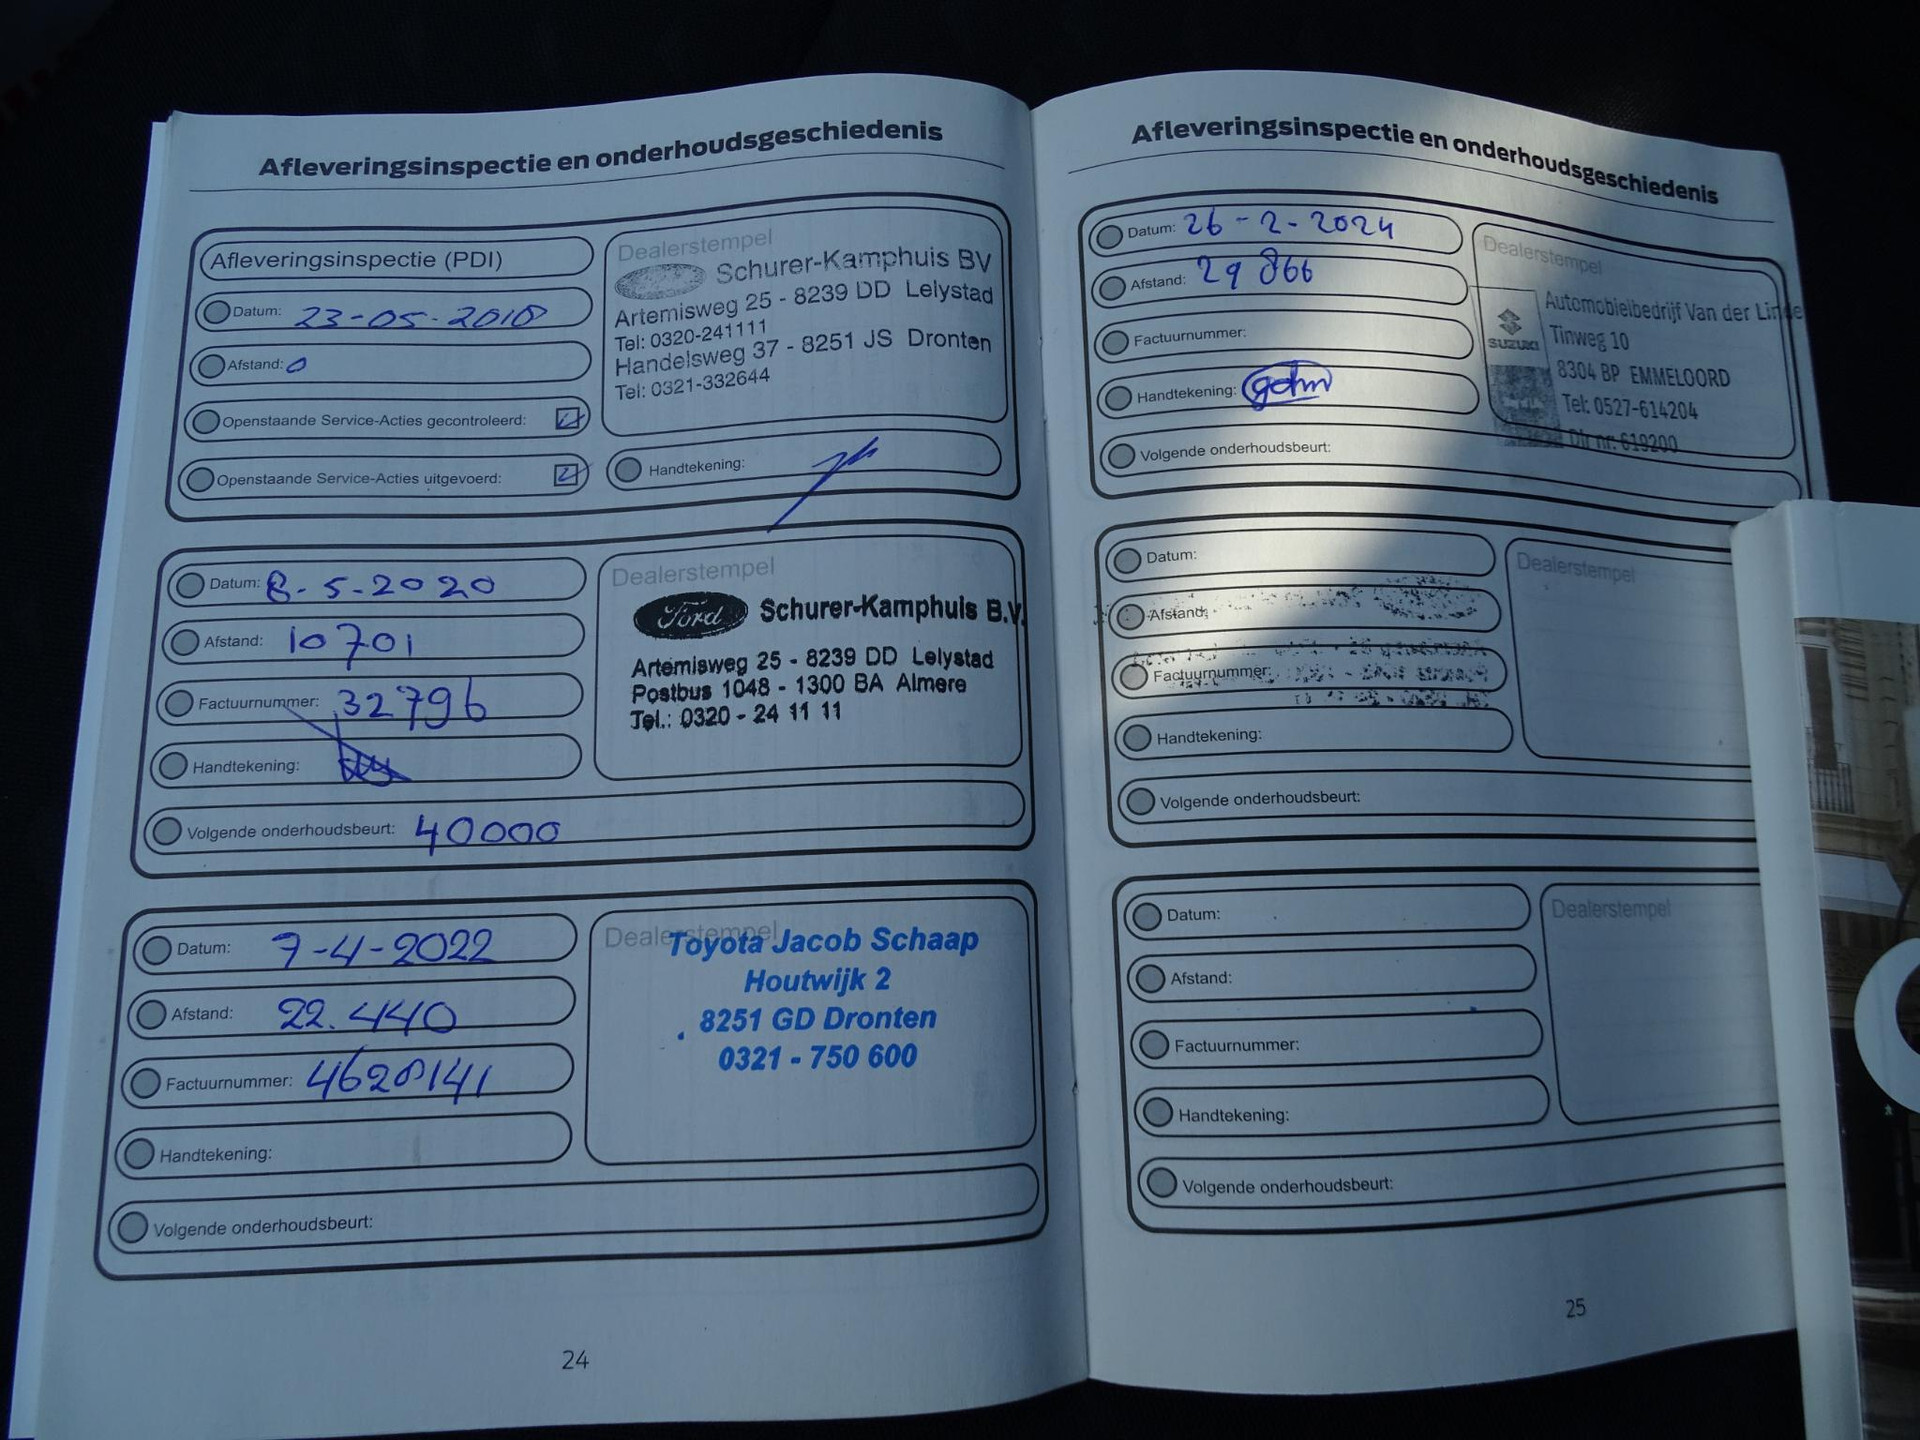 Afleveringsinspectie en onderhoudsgeschiedenis
Afleveringsinspectie (PDI)
Datum: 23-05-2018
Afstand: 0
Openstaande Service-Acties gecontroleerd:
Openstaande Service-Acties uitgevoerd:
Dealerstempel
Schurer-Kamphuis BV
Artemisweg 25 - 8239 DD Lelystad
Tel: 0320-241111
Handelsweg 37 - 8251 JS Dronten
Tel: 0321-332644
Handtekening:
Datum: 8-5-2020
Afstand: 10701
Factuurnummer: 32796
Handtekening:
Volgende onderhoudsbeurt: 40000
Dealerstempel
Ford Schurer-Kamphuis B.V.
Artemisweg 25 - 8239 DD Lelystad
Postbus 1048 - 1300 BA Almere
Tel.: 0320 - 24 11 11
Datum: 7-4-2022
Afstand: 22.440
Factuurnummer: 4628141
Handtekening:
Volgende onderhoudsbeurt:
Dealerstempel
Toyota Jacob Schaap
Houtwijk 2
8251 GD Dronten
0321 - 750 600
24
Afleveringsinspectie en onderhoudsgeschiedenis
Datum: 26-2-2024
Afstand: 29866
Factuurnummer:
Handtekening:
Volgende onderhoudsbeurt:
Dealerstempel
SUZUKI
Automobielbedrijf Van der Linde
Tinweg 10
8304 BP EMMELOORD
Tel: 0527-614204
Dlr nr: 619200
Datum:
Afstand:
Factuurnummer:
Handtekening:
Volgende onderhoudsbeurt:
Dealerstempel
Datum:
Afstand:
Factuurnummer:
Handtekening:
Volgende onderhoudsbeurt:
Dealerstempel
25